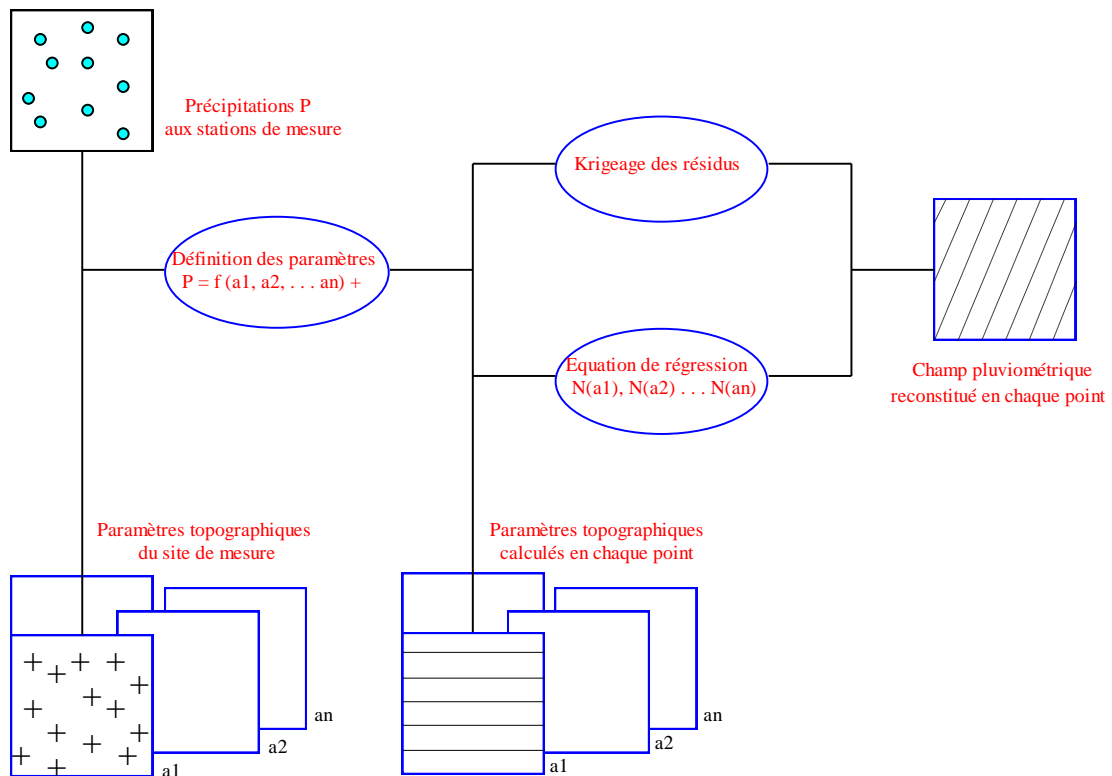 Précipitations P
aux stations de mesure
Krigeage des résidus
Définition des paramètres
P = f (a1, a2, . . . an) +
Equation de régression
N(a1), N(a2) . . . N(an)
Champ pluviométrique
reconstitué en chaque point
Paramètres topographiques
du site de mesure
Paramètres topographiques
calculés en chaque point
an
a2
a1
an
a2
a1